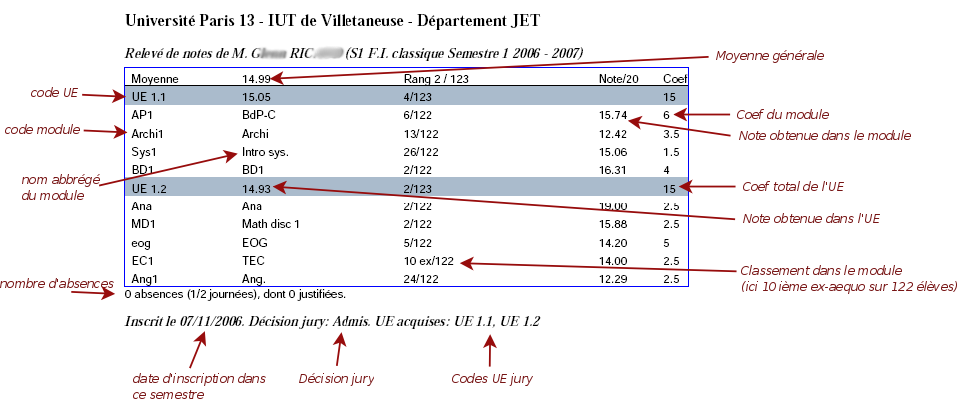 Université Paris 13 - IUT de Villetaneuse - Département JET
Relevé de notes de M. (S1 F.I. classique Semestre 1 2006 - 2007)
Moyenne générale
Moyenne 14.99 Rang 2 / 123 Note/20 Coef
code UE
UE 1.1 15.05 4/123 15
AP1 BdP-C 6/122 15.74 6
Coef du module
code module
Archi1 Archi 13/122 12.42 3.5
Note obtenue dans le module
Sys1 Intro sys. 26/122 15.06 1.5
BD1 BD1 2/122 16.31 4
nom abbrégé
du module
UE 1.2 14.93 2/123 15
Coef total de l'UE
Ana Ana 2/122 19.00 2.5
Note obtenue dans l'UE
MD1 Math disc 1 2/122 15.88 2.5
eog EOG 5/122 14.20 5
EC1 TEC 10 ex/122 14.00 2.5
Classement dans le module
(ici 10 ième ex-aequo sur 122 élèves)
Ang1 Ang. 24/122 12.29 2.5
nombre d'absences
0 absences (1/2 journées), dont 0 justifiées.
Inscrit le 07/11/2006. Décision jury: Admis. UE acquises: UE 1.1, UE 1.2
date d'inscription dans
ce semestre
Décision jury
Codes UE jury